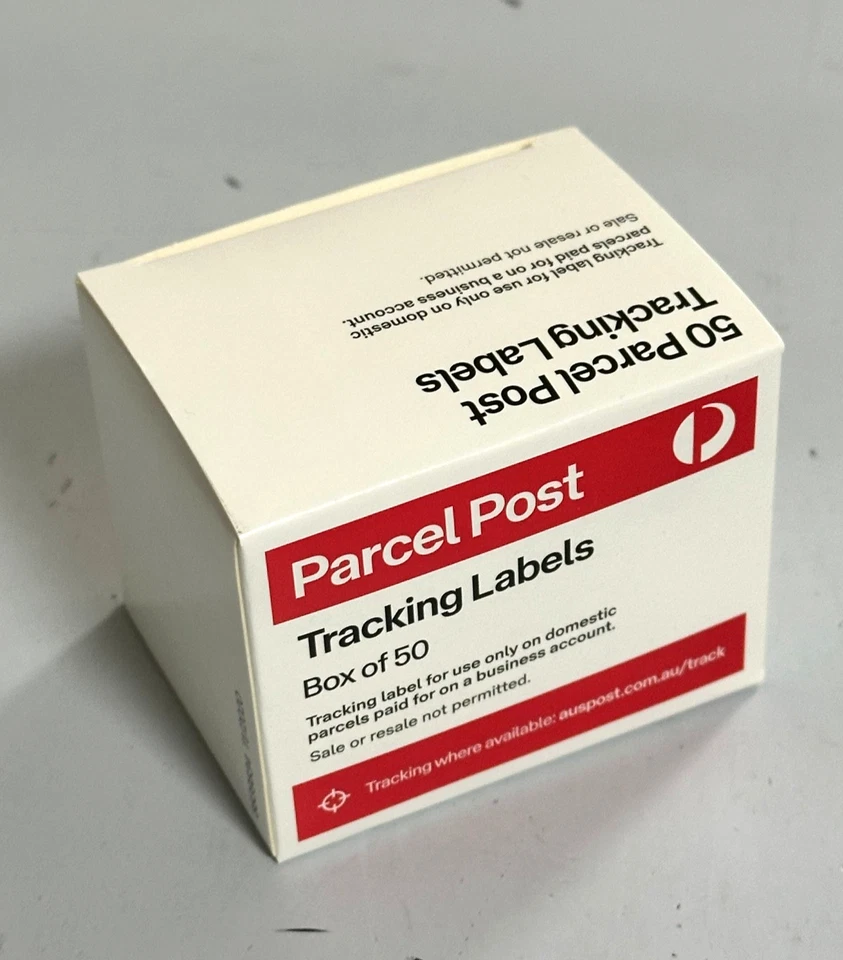 50 Parcel Post
Tracking Labels
Tracking label for use only on domestic
parcels paid for on a business account.
Sale or resale not permitted.
Parcel Post
Tracking Labels
Box of 50
Tracking label for use only on domestic
parcels paid for on a business account.
Sale or resale not permitted.
Tracking where available: auspost.com.au/track